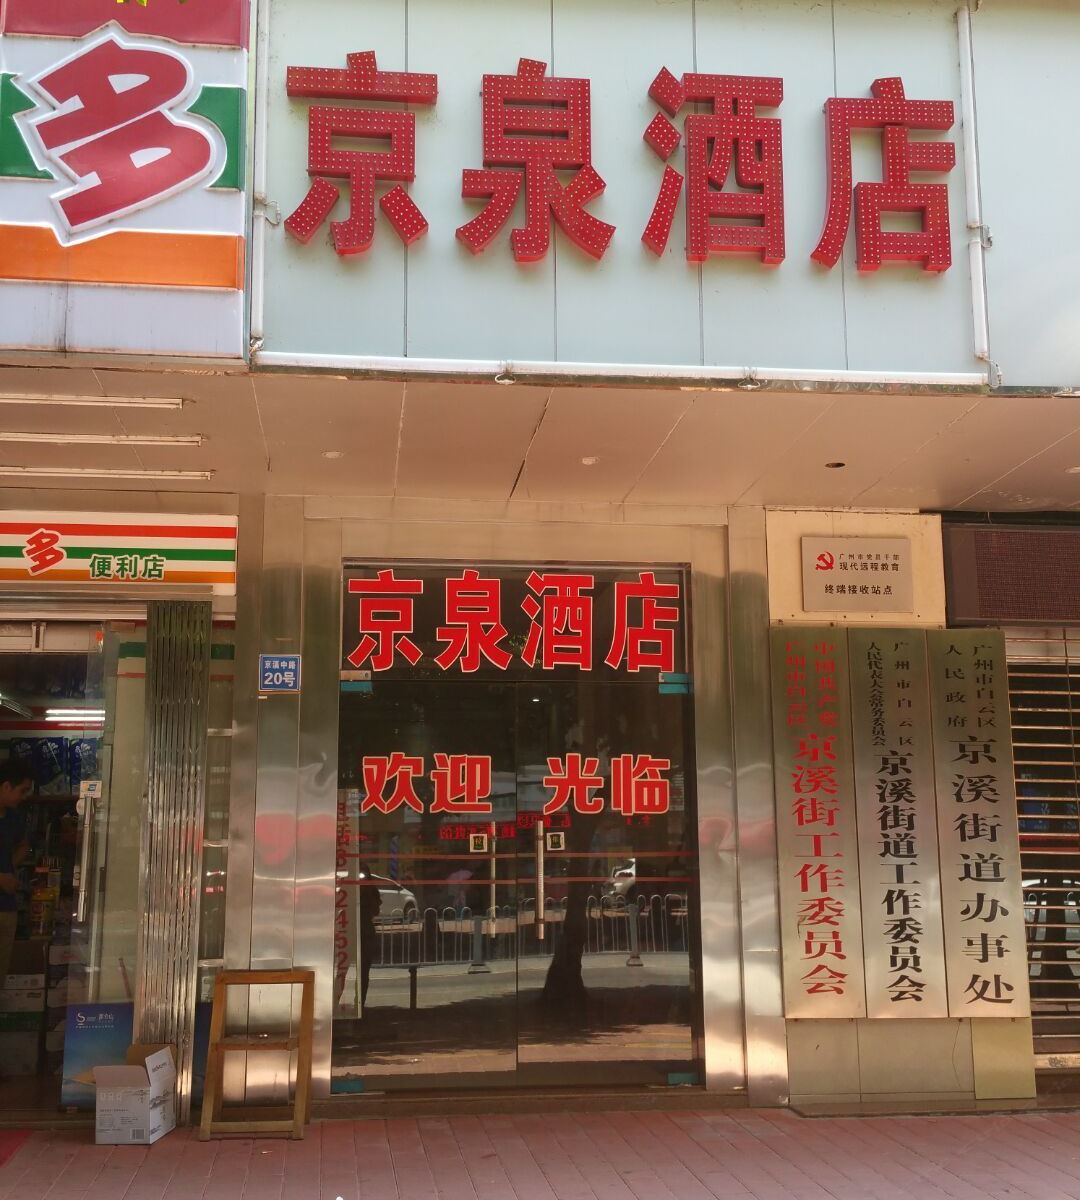 多
京泉酒店
多 便利店
京泉酒店
京溪中路
20号
欢迎 光临
广州市党员干部
现代远程教育
终端接收站点
中国共产党
广州市白云区
京溪街工作委员会
广州市白云区
人民代表大会常务委员会
京溪街道工作委员会
广州市白云区
人民政府
京溪街道办事处